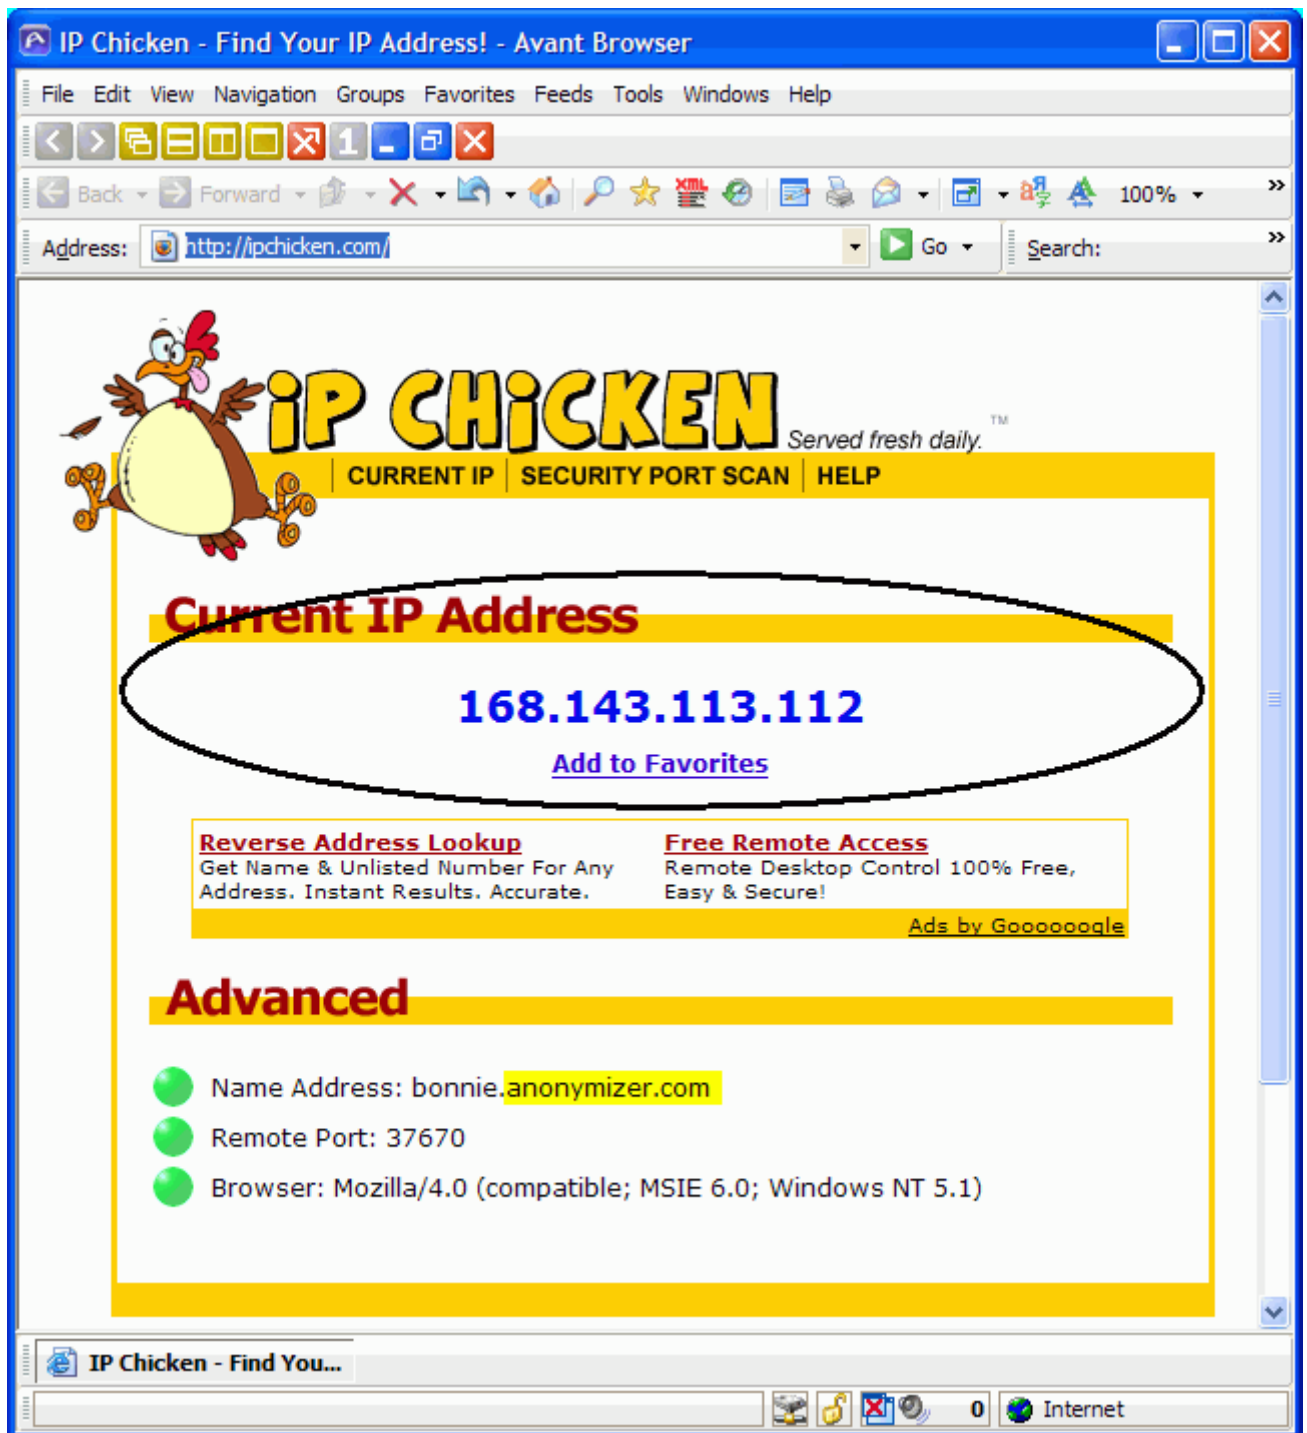 IP Chicken - Find Your IP Address! - Avant Browser
File Edit View Navigation Groups Favorites Feeds Tools Windows Help
1
Back Forward XML 100% »
Address: http://ipchicken.com/ Go Search: »
iP CHiCKEN Served fresh daily. ™
CURRENT IP | SECURITY PORT SCAN | HELP
Current IP Address
168.143.113.112
Add to Favorites
Reverse Address Lookup
Get Name & Unlisted Number For Any
Address. Instant Results. Accurate.
Free Remote Access
Remote Desktop Control 100% Free,
Easy & Secure!
Ads by Goooooogle
Advanced
Name Address: bonnie.anonymizer.com
Remote Port: 37670
Browser: Mozilla/4.0 (compatible; MSIE 6.0; Windows NT 5.1)
IP Chicken - Find You...
0 Internet